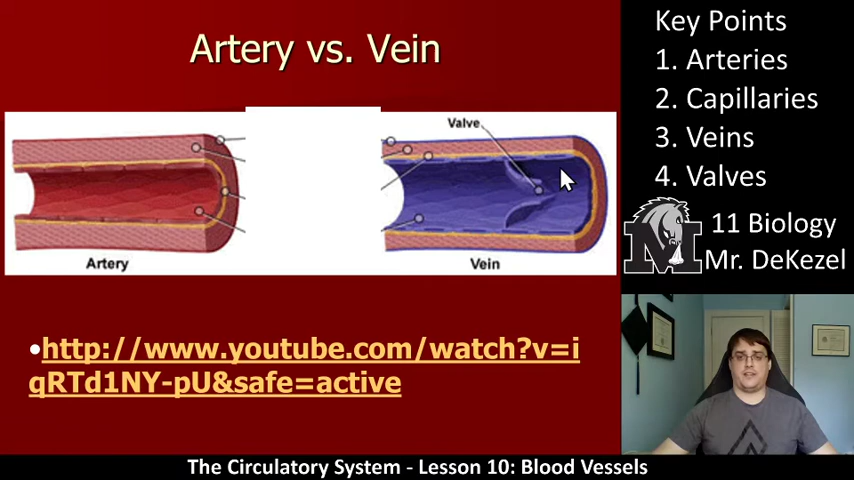 Artery vs. Vein
Valve
Artery
Vein
•http://www.youtube.com/watch?v=i
qRTd1NY-pU&safe=active
Key Points
1. Arteries
2. Capillaries
3. Veins
4. Valves
M
11 Biology
Mr. DeKezel
The Circulatory System - Lesson 10: Blood Vessels